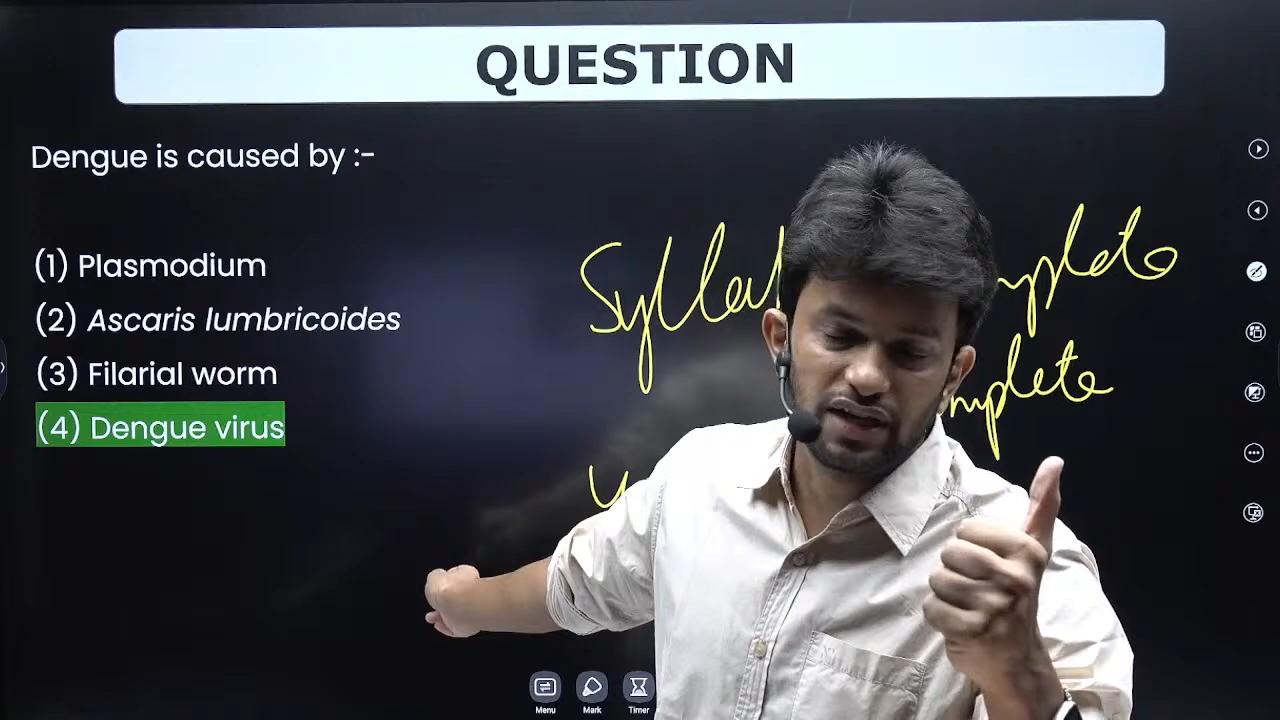 QUESTION
Dengue is caused by :-
(1) Plasmodium
(2) Ascaris lumbricoides
(3) Filarial worm
(4) Dengue virus
Menu
Mark
Timer